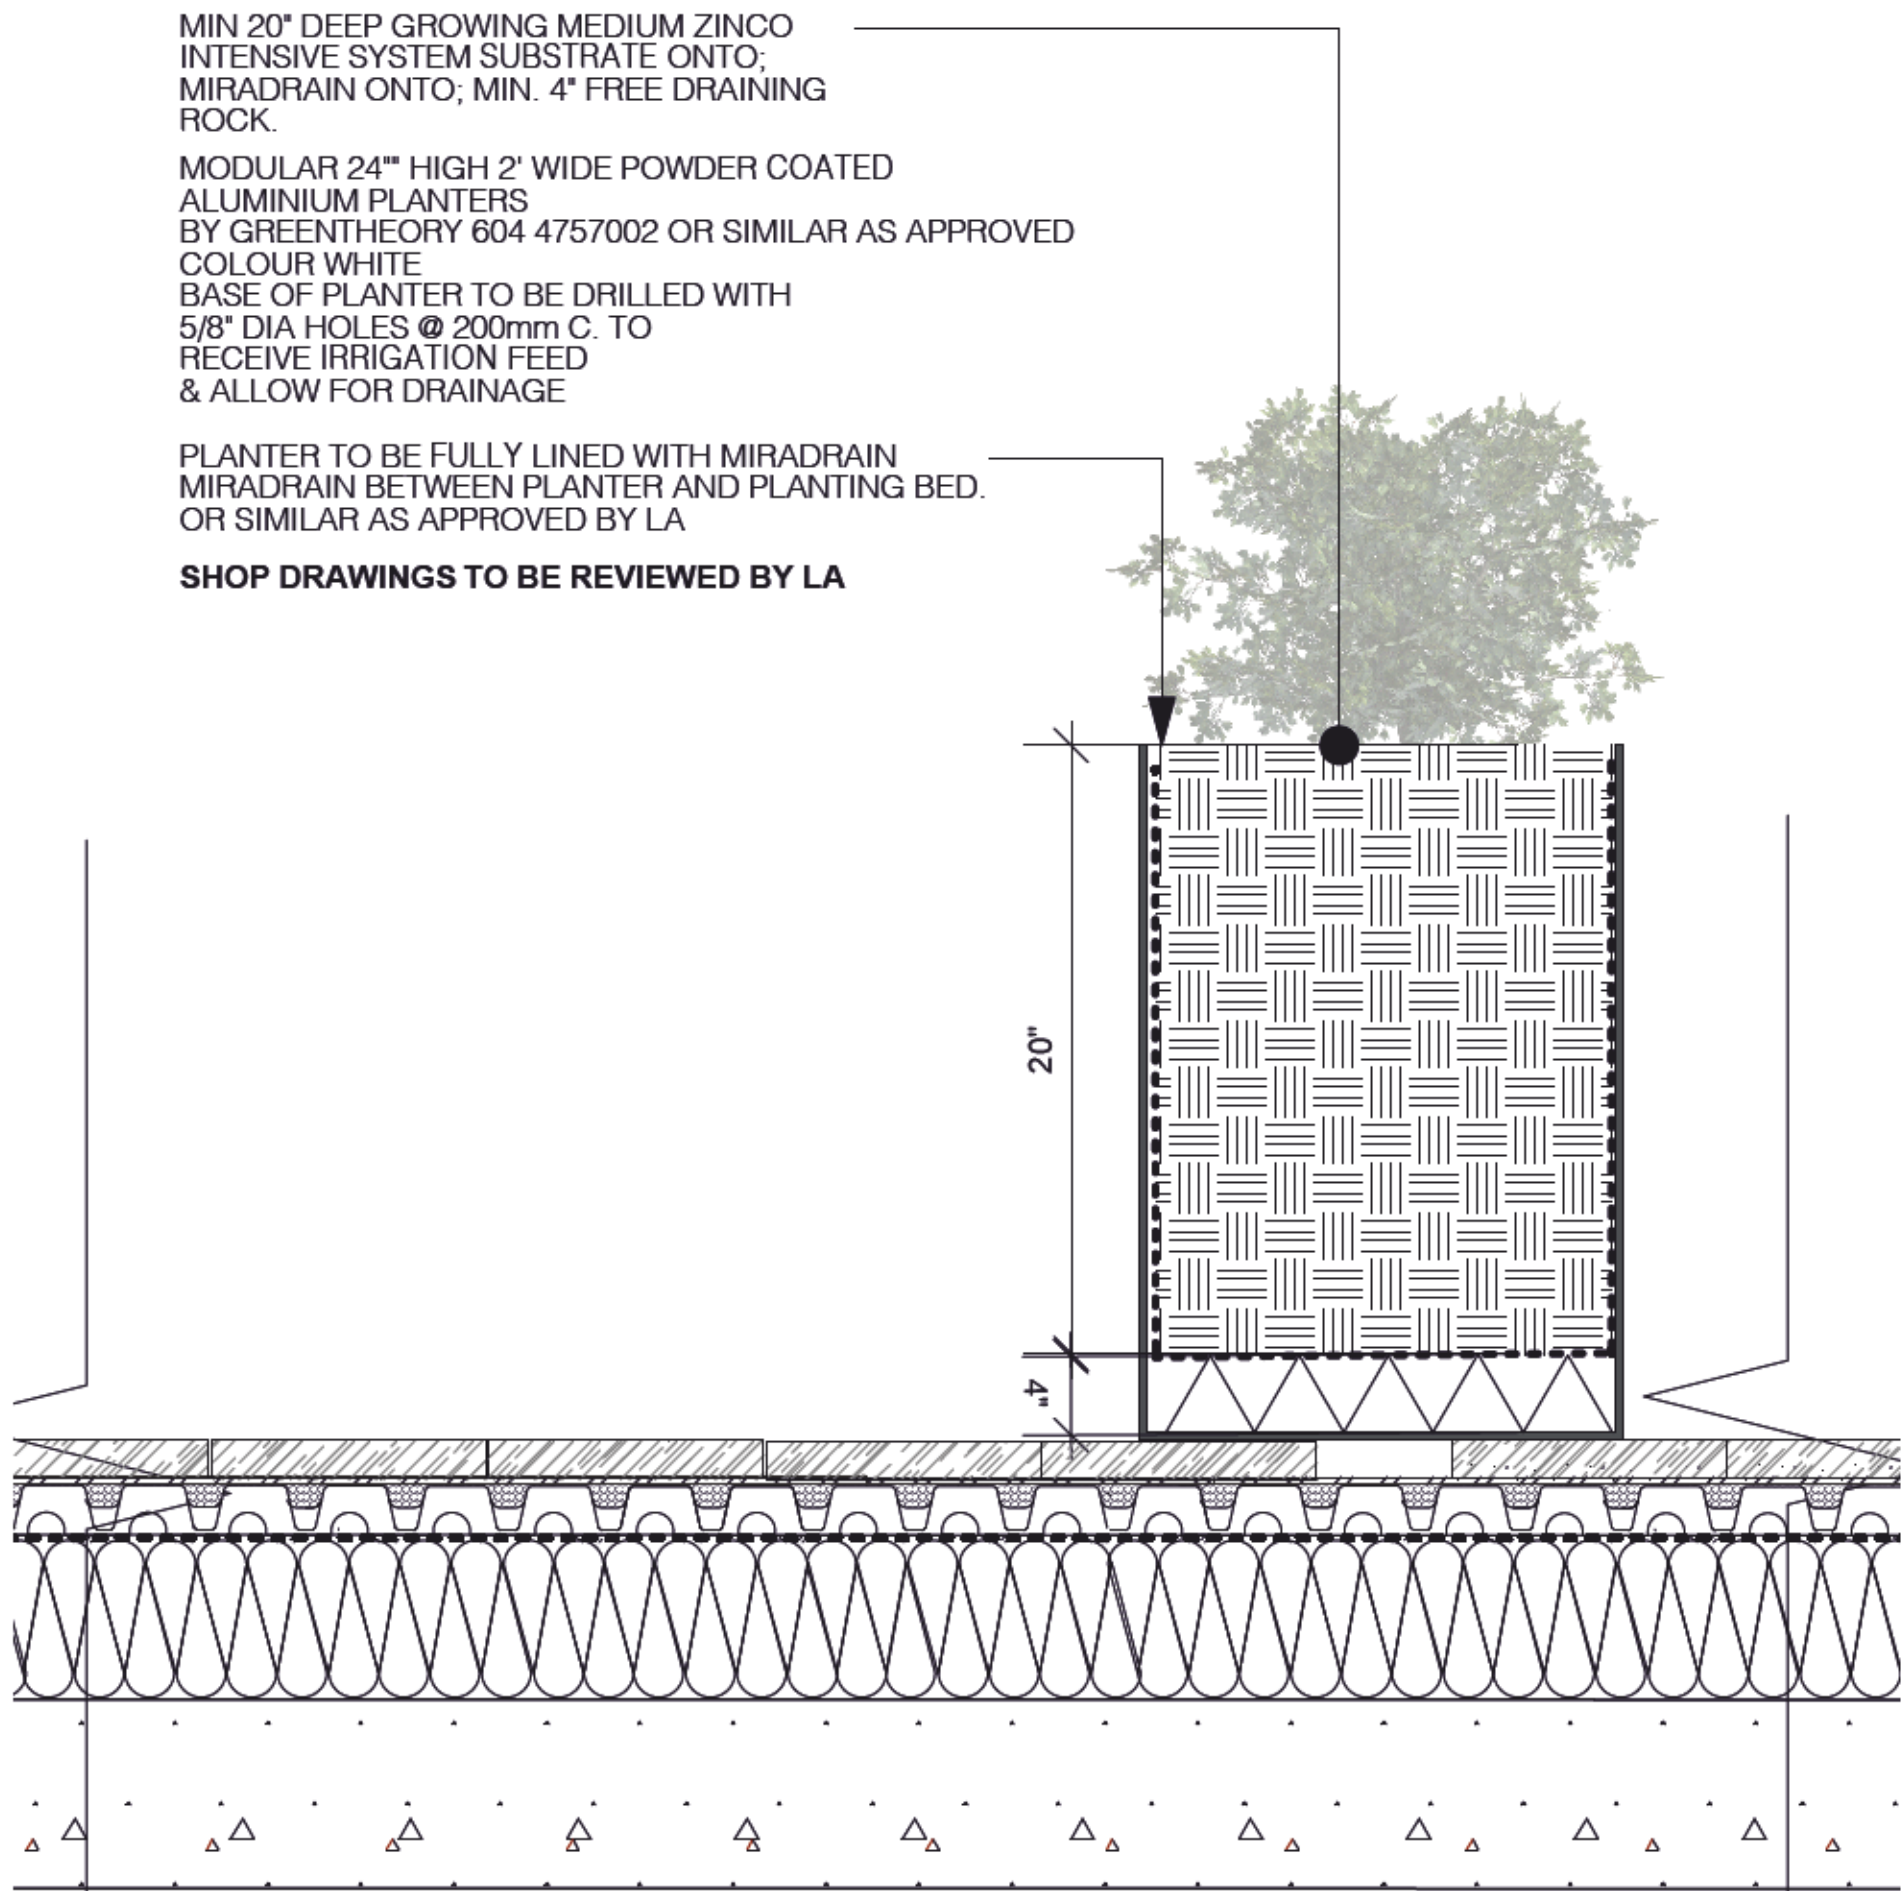 MIN 20" DEEP GROWING MEDIUM ZINCO
INTENSIVE SYSTEM SUBSTRATE ONTO;
MIRADRAIN ONTO; MIN. 4" FREE DRAINING
ROCK.
MODULAR 24"" HIGH 2' WIDE POWDER COATED
ALUMINIUM PLANTERS
BY GREENTHEORY 604 4757002 OR SIMILAR AS APPROVED
COLOUR WHITE
BASE OF PLANTER TO BE DRILLED WITH
5/8" DIA HOLES @ 200mm C. TO
RECEIVE IRRIGATION FEED
& ALLOW FOR DRAINAGE
PLANTER TO BE FULLY LINED WITH MIRADRAIN
MIRADRAIN BETWEEN PLANTER AND PLANTING BED.
OR SIMILAR AS APPROVED BY LA
SHOP DRAWINGS TO BE REVIEWED BY LA
20"
4"